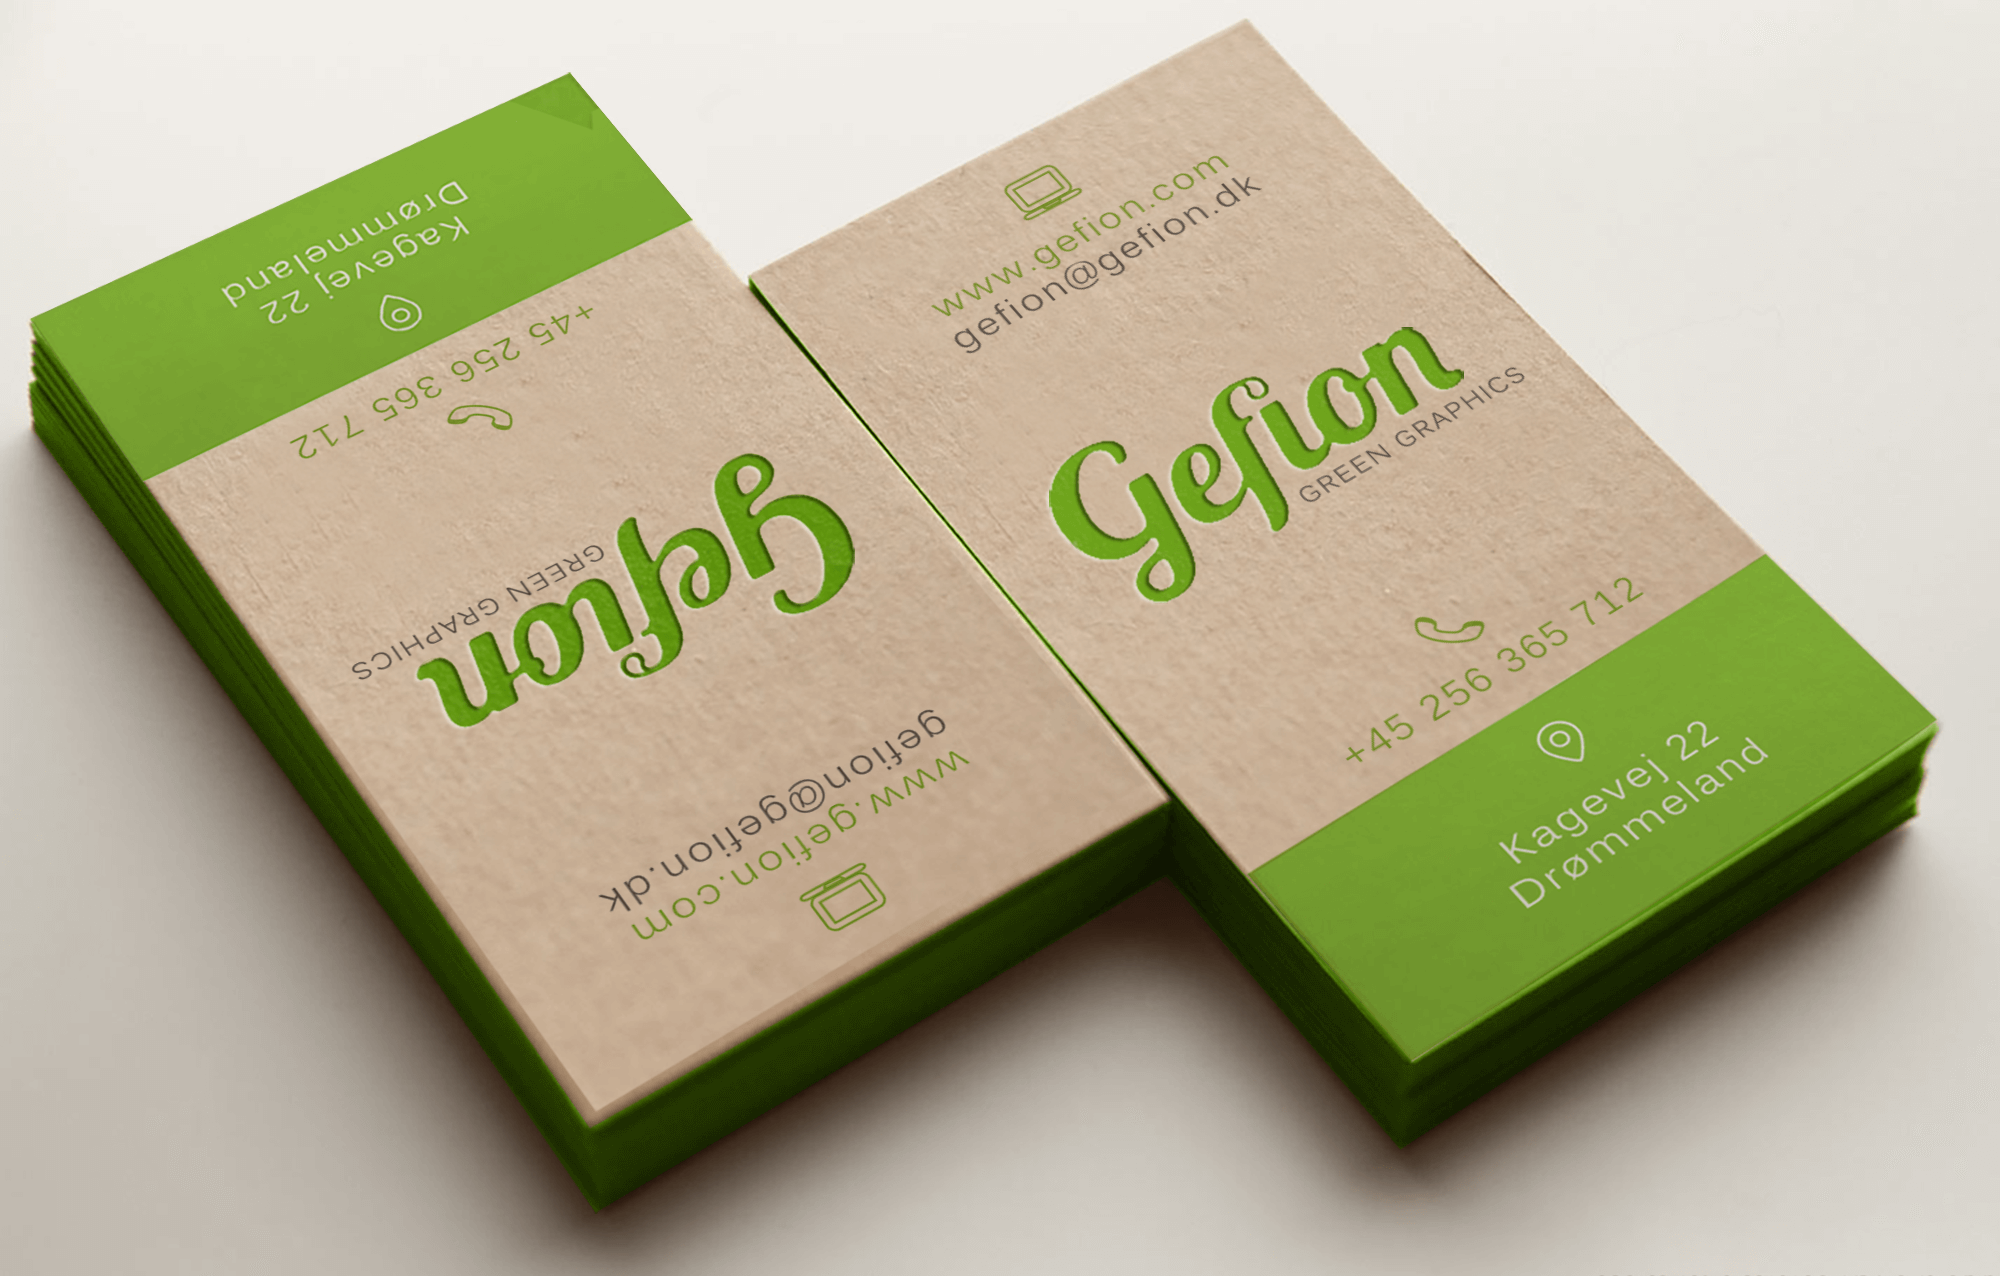 www.gefion.com
gefion@gefion.dk
Gefion
GREEN GRAPHICS
+45 256 365 712
Kagevej 22
Drømmeland
www.gefion.com
gefion@gefion.dk
Gefion
GREEN GRAPHICS
+45 256 365 712
Kagevej 22
Drømmeland